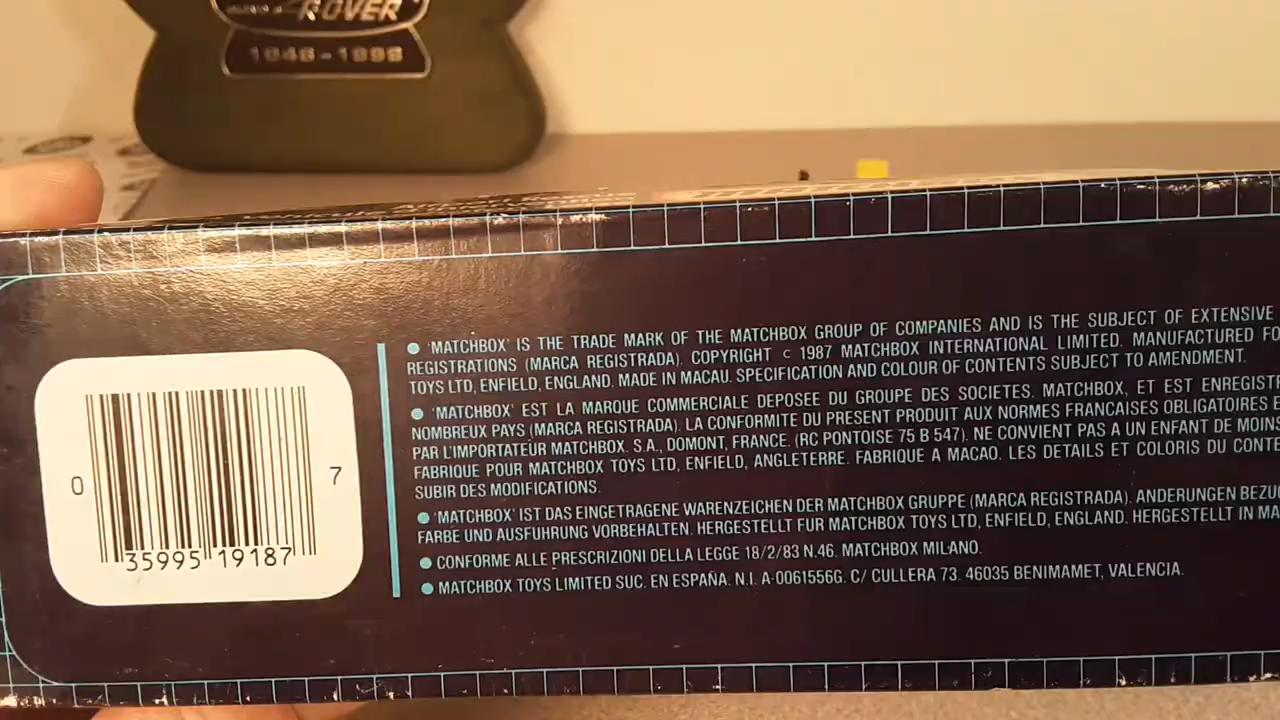 ROVER
1948-1998
0 35995 19187 7
● 'MATCHBOX' IS THE TRADE MARK OF THE MATCHBOX GROUP OF COMPANIES AND IS THE SUBJECT OF EXTENSIVE
REGISTRATIONS (MARCA REGISTRADA). COPYRIGHT c 1987 MATCHBOX INTERNATIONAL LIMITED. MANUFACTURED
TOYS LTD, ENFIELD, ENGLAND. MADE IN MACAU. SPECIFICATION AND COLOUR OF CONTENTS SUBJECT TO AMENDMENT.
● 'MATCHBOX' EST LA MARQUE COMMERCIALE DEPOSEE DU GROUPE DES SOCIETES. MATCHBOX, ET EST
NOMBREUX PAYS (MARCA REGISTRADA). LA CONFORMITE DU PRESENT PRODUIT AUX NORMES FRANCAISES OBLIGATOIRES
PAR L'IMPORTATEUR MATCHBOX. S.A., DOMONT, FRANCE. (RC PONTOISE 75 B 547). NE CONVIENT PAS A UN ENFANT DE MOINS
FABRIQUE POUR MATCHBOX TOYS LTD, ENFIELD, ANGLETERRE. FABRIQUE A MACAO. LES DETAILS ET COLORIS DU
SUBIR DES MODIFICATIONS.
● 'MATCHBOX' IST DAS EINGETRAGENE WARENZEICHEN DER MATCHBOX GRUPPE (MARCA REGISTRADA). ANDERUNGEN
FARBE UND AUSFUHRUNG VORBEHALTEN. HERGESTELLT FUR MATCHBOX TOYS LTD, ENFIELD, ENGLAND. HERGESTELLT IN
● CONFORME ALLE PRESCRIZIONI DELLA LEGGE 18/2/83 N.46. MATCHBOX MILANO.
● MATCHBOX TOYS LIMITED SUC. EN ESPAÑA. N.I. A-0061556G. C/ CULLERA 73. 46035 BENIMAMET, VALENCIA.